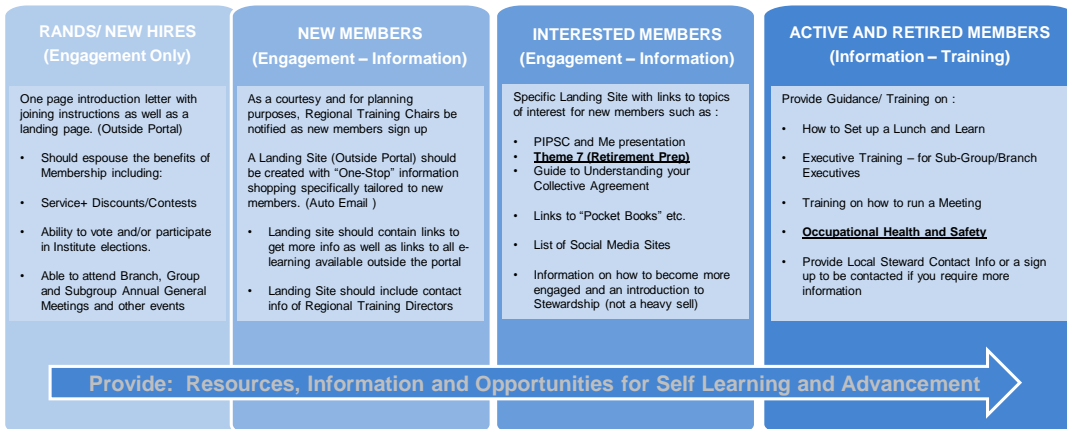 RANDS/ NEW HIRES
(Engagement Only)
One page introduction letter with
joining instructions as well as a
landing page. (Outside Portal)
• Should espouse the benefits of
Membership including:
• Service+ Discounts/Contests
• Ability to vote and/or participate
in Institute elections.
• Able to attend Branch, Group
and Subgroup Annual General
Meetings and other events
NEW MEMBERS
(Engagement – Information)
As a courtesy and for planning
purposes, Regional Training Chairs be
notified as new members sign up
A Landing Site (Outside Portal) should
be created with “One-Stop” information
shopping specifically tailored to new
members. (Auto Email )
• Landing site should contain links to
get more info as well as links to all e-
learning available outside the portal
• Landing Site should include contact
info of Regional Training Directors
INTERESTED MEMBERS
(Engagement – Information)
Specific Landing Site with links to topics
of interest for new members such as :
• PIPSC and Me presentation
• Theme 7 (Retirement Prep)
• Guide to Understanding your
Collective Agreement
• Links to “Pocket Books” etc.
• List of Social Media Sites
• Information on how to become more
engaged and an introduction to
Stewardship (not a heavy sell)
ACTIVE AND RETIRED MEMBERS
(Information – Training)
Provide Guidance/ Training on :
• How to Set up a Lunch and Learn
• Executive Training – for Sub-Group/Branch
Executives
• Training on how to run a Meeting
• Occupational Health and Safety
• Provide Local Steward Contact Info or a sign
up to be contacted if you require more
information
Provide: Resources, Information and Opportunities for Self Learning and Advancement